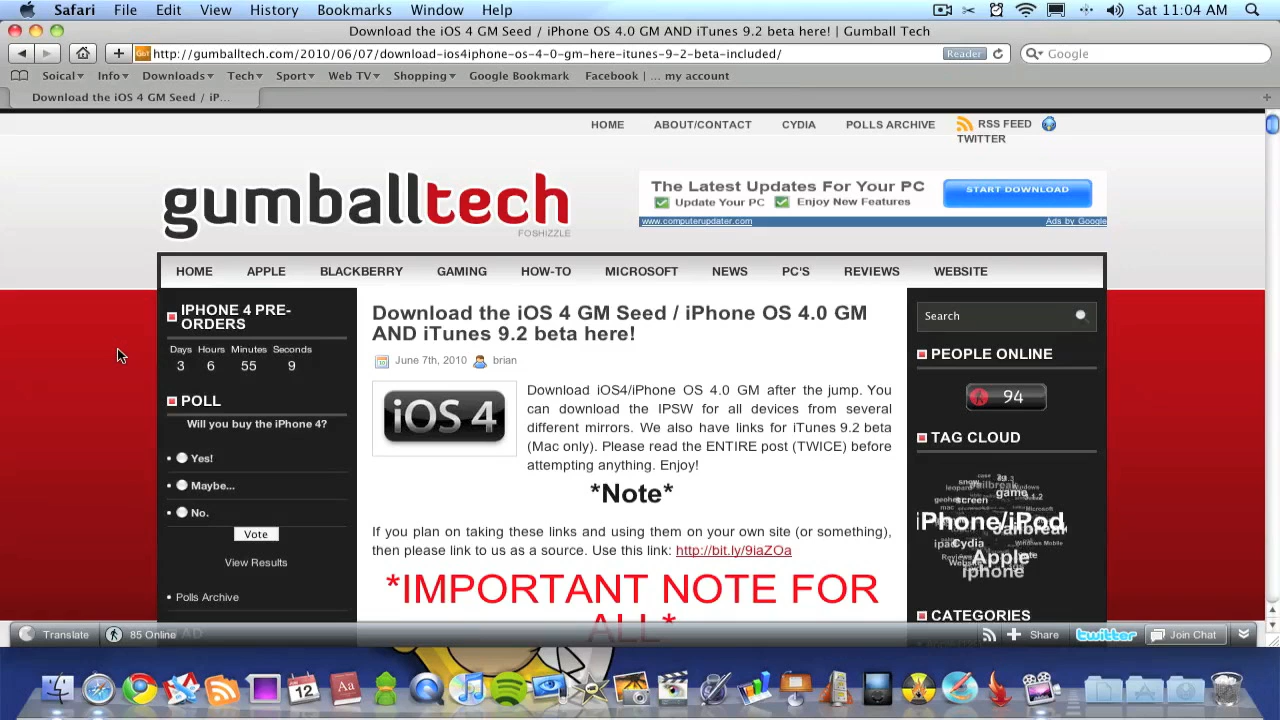 Safari File Edit View History Bookmarks Window Help Sat 11:04 AM
Download the iOS 4 GM Seed / iPhone OS 4.0 GM AND iTunes 9.2 beta here! | Gumball Tech
http://gumballtech.com/2010/06/07/download-ios4iphone-os-4-0-gm-here-itunes-9-2-beta-included/ Reader Google
Soical Info Downloads Tech Sport Web TV Shopping Google Bookmark Facebook | ... my account
Download the iOS 4 GM Seed / iP...
HOME ABOUT/CONTACT CYDIA POLLS ARCHIVE RSS FEED
TWITTER
gumballtech
FOSHIZZLE
The Latest Updates For Your PC
Update Your PC Enjoy New Features
START DOWNLOAD
www.computerupdater.com Ads by Google
HOME APPLE BLACKBERRY GAMING HOW-TO MICROSOFT NEWS PC'S REVIEWS WEBSITE
IPHONE 4 PRE-
ORDERS
Days Hours Minutes Seconds
3 6 55 9
POLL
Will you buy the iPhone 4?
Yes!
Maybe...
No.
Vote
View Results
Polls Archive
AD
Download the iOS 4 GM Seed / iPhone OS 4.0 GM
AND iTunes 9.2 beta here!
June 7th, 2010 brian
iOS 4
Download iOS4/iPhone OS 4.0 GM after the jump. You
can download the IPSW for all devices from several
different mirrors. We also have links for iTunes 9.2 beta
(Mac only). Please read the ENTIRE post (TWICE) before
attempting anything. Enjoy!
*Note*
If you plan on taking these links and using them on your own site (or something),
then please link to us as a source. Use this link: http://bit.ly/9iaZOa
*IMPORTANT NOTE FOR
ALL*
Search
PEOPLE ONLINE
94
TAG CLOUD
snow
leopard
Jailbreak
game
screen
iPhone/iPod
Jailbreak
ipad
Cydia
Windows Mobile
Apple
iphone
CATEGORIES
Translate 85 Online Share twitter Join Chat
12
Aa